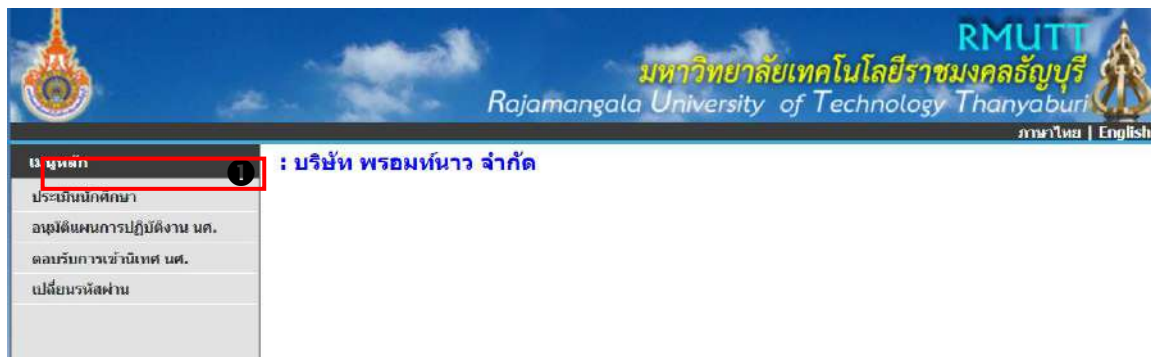 RMUTT
มหาวิทยาลัยเทคโนโลยีราชมงคลธัญบุรี
Rajamangala University of Technology Thanyaburi
ภาษาไทย | English
เมนูหลัก
❶
: บริษัท พรอมท์นาว จำกัด
ประเมินนักศึกษา
อนุมัติแผนการปฏิบัติงาน นศ.
ตอบรับการเข้านิเทศ นศ.
เปลี่ยนรหัสผ่าน